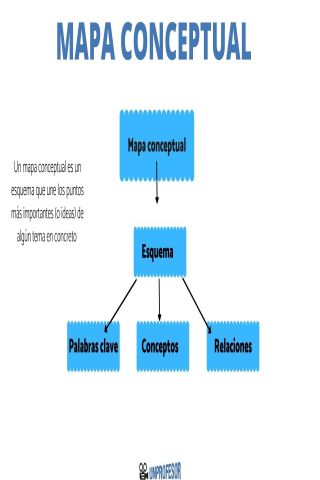 MAPA CONCEPTUAL
Mapa conceptual
Un mapa conceptual es un
esquema que une los puntos
más importantes (o ideas) de
algún tema en concreto
Esquema
Palabras clave
Conceptos
Relaciones
UNPROFESOR